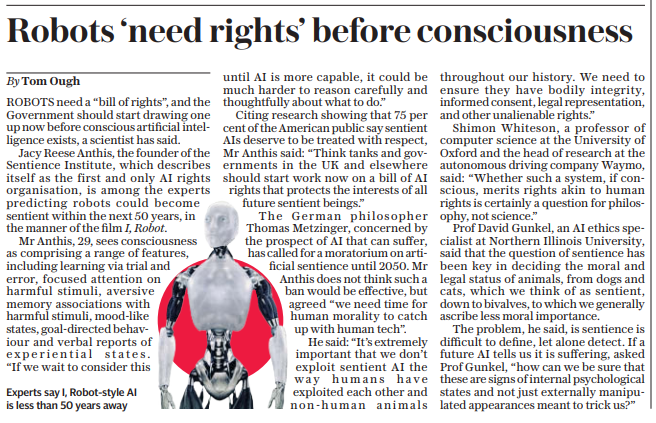 Robots ‘need rights’ before consciousness
By Tom Ough
ROBOTS need a “bill of rights”, and the
Government should start drawing one
up now before conscious artificial intel-
ligence exists, a scientist has said.
Jacy Reese Anthis, the founder of the
Sentience Institute, which describes
itself as the first and only AI rights
organisation, is among the experts
predicting robots could become
sentient within the next 50 years, in
the manner of the film I, Robot.
Mr Anthis, 29, sees consciousness
as comprising a range of features,
including learning via trial and
error, focused attention on
harmful stimuli, aversive
memory associations with
harmful stimuli, mood-like
states, goal-directed behav-
iour and verbal reports of
experiential states.
“If we wait to consider this
Experts say I, Robot-style AI
is less than 50 years away
until AI is more capable, it could be
much harder to reason carefully and
thoughtfully about what to do.”
Citing research showing that 75 per
cent of the American public say sentient
AIs deserve to be treated with respect,
Mr Anthis said: “Think tanks and gov-
ernments in the UK and elsewhere
should start work now on a bill of AI
rights that protects the interests of all
future sentient beings.”
The German philosopher
Thomas Metzinger, concerned by
the prospect of AI that can suffer,
has called for a moratorium on arti-
ficial sentience until 2050. Mr
Anthis does not think such a
ban would be effective, but
agreed “we need time for
human morality to catch
up with human tech”.
He said: “It’s extremely
important that we don’t
exploit sentient AI the
way humans have
exploited each other and
non-human animals
throughout our history. We need to
ensure they have bodily integrity,
informed consent, legal representation,
and other unalienable rights.”
Shimon Whiteson, a professor of
computer science at the University of
Oxford and the head of research at the
autonomous driving company Waymo,
said: “Whether such a system, if con-
scious, merits rights akin to human
rights is certainly a question for philos-
ophy, not science.”
Prof David Gunkel, an AI ethics spe-
cialist at Northern Illinois University,
said that the question of sentience has
been key in deciding the moral and
legal status of animals, from dogs and
cats, which we think of as sentient,
down to bivalves, to which we generally
ascribe less moral importance.
The problem, he said, is sentience is
difficult to define, let alone detect. If a
future AI tells us it is suffering, asked
Prof Gunkel, “how can we be sure that
these are signs of internal psychological
states and not just externally manipu-
lated appearances meant to trick us?”